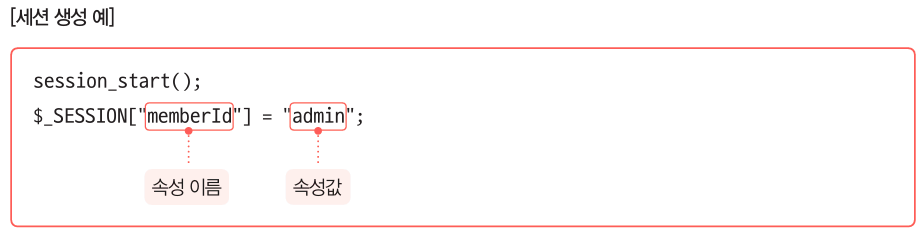 [세션 생성 예]
session_start();
$_SESSION["memberId"] = "admin";
속성 이름 속성값